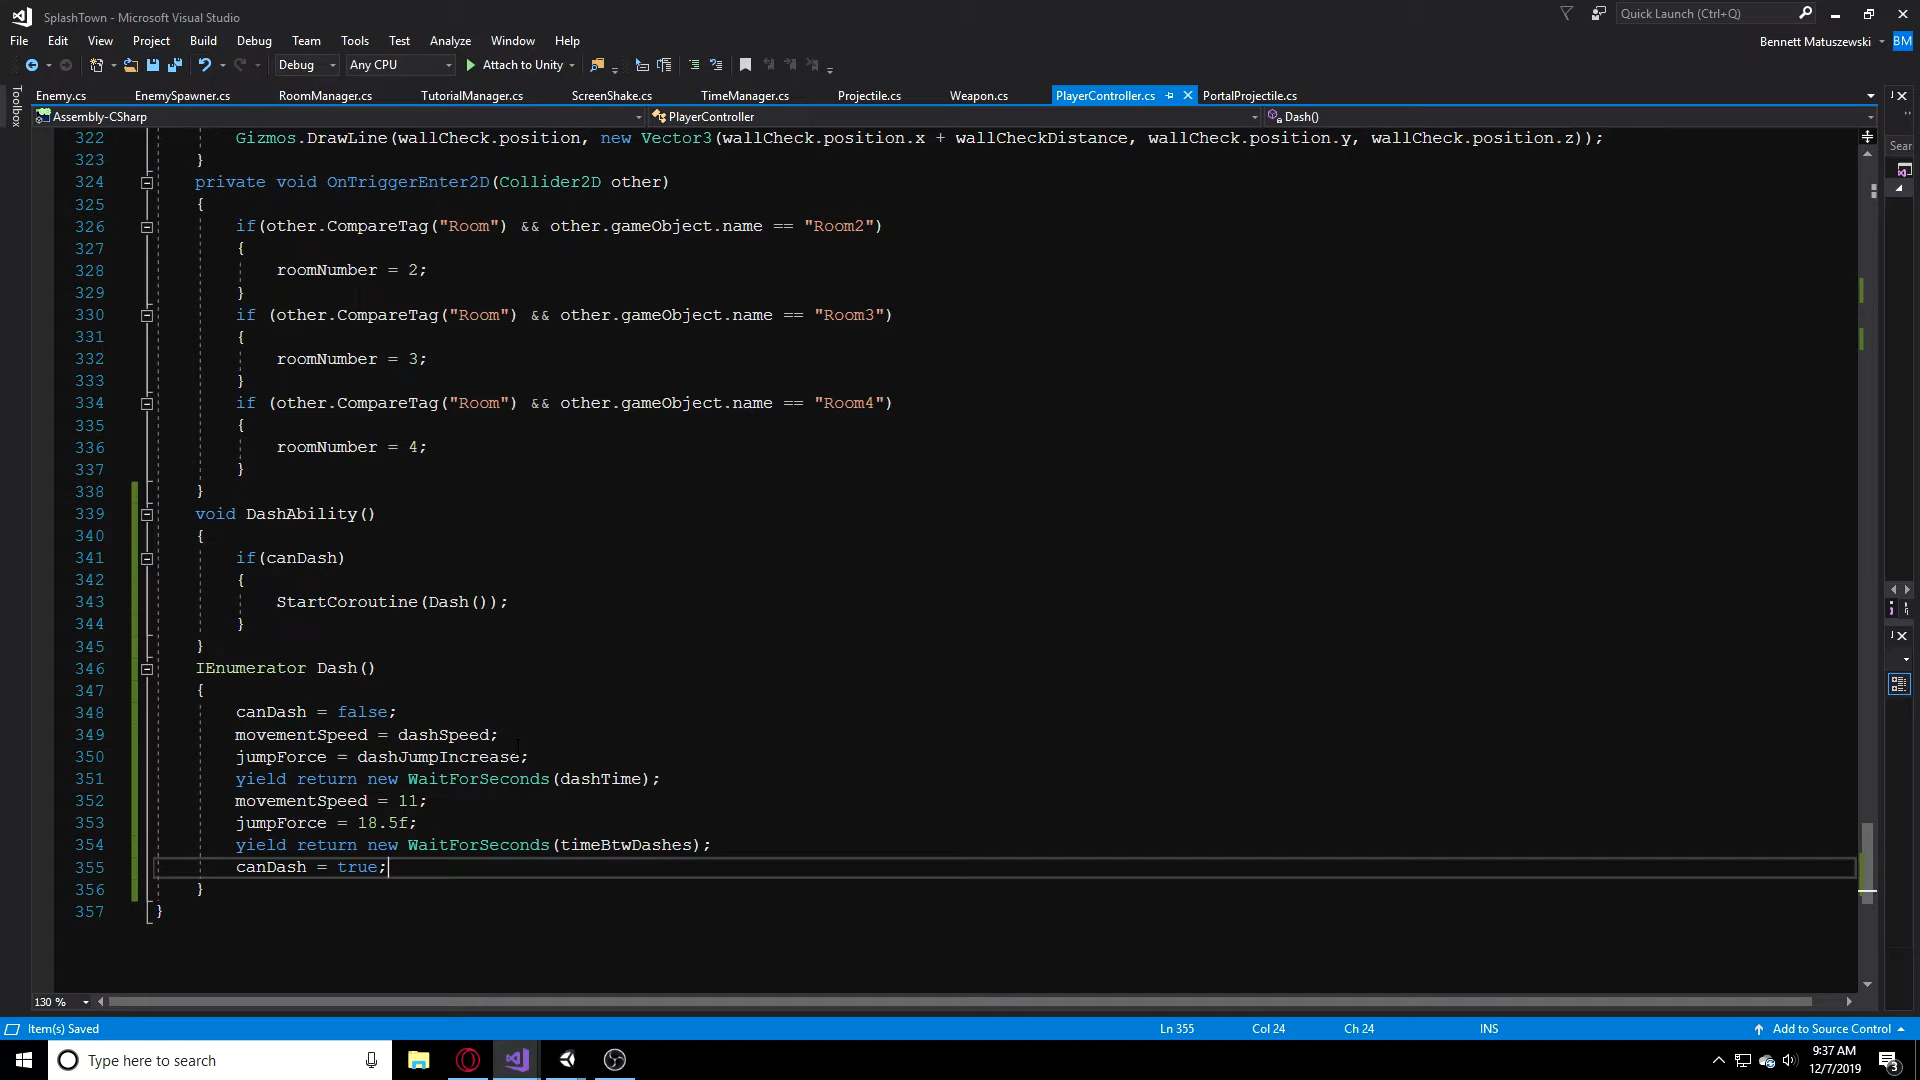 SplashTown - Microsoft Visual Studio
Quick Launch (Ctrl+Q)
File Edit View Project Build Debug Team Tools Test Analyze Window Help
Bennett Matuszewski BM
Debug Any CPU Attach to Unity
Toolbox
Enemy.cs EnemySpawner.cs RoomManager.cs TutorialManager.cs ScreenShake.cs TimeManager.cs Projectile.cs Weapon.cs PlayerController.cs PortalProjectile.cs
Assembly-CSharp PlayerController Dash()
Sear
322 Gizmos.DrawLine(wallCheck.position, new Vector3(wallCheck.position.x + wallCheckDistance, wallCheck.position.y, wallCheck.position.z));
323 }
324 private void OnTriggerEnter2D(Collider2D other)
325 {
326 if(other.CompareTag("Room") && other.gameObject.name == "Room2")
327 {
328 roomNumber = 2;
329 }
330 if (other.CompareTag("Room") && other.gameObject.name == "Room3")
331 {
332 roomNumber = 3;
333 }
334 if (other.CompareTag("Room") && other.gameObject.name == "Room4")
335 {
336 roomNumber = 4;
337 }
338 }
339 void DashAbility()
340 {
341 if(canDash)
342 {
343 StartCoroutine(Dash());
344 }
345 }
346 IEnumerator Dash()
347 {
348 canDash = false;
349 movementSpeed = dashSpeed;
350 jumpForce = dashJumpIncrease;
351 yield return new WaitForSeconds(dashTime);
352 movementSpeed = 11;
353 jumpForce = 18.5f;
354 yield return new WaitForSeconds(timeBtwDashes);
355 canDash = true;
356 }
357 }
130 %
Item(s) Saved Ln 355 Col 24 Ch 24 INS Add to Source Control
Type here to search
9:37 AM
12/7/2019
3